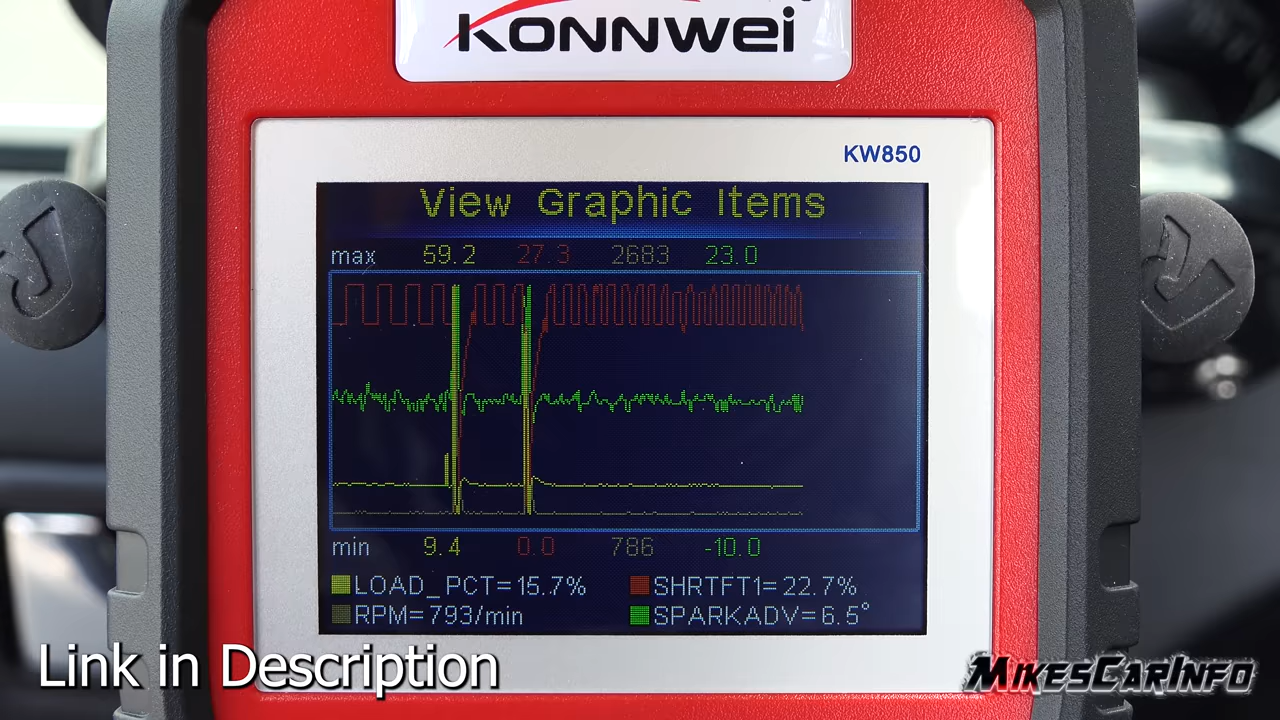 KONNWEI
KW850
View Graphic Items
max 59.2 27.3 2683 23.0
min 9.4 0.0 786 -10.0
LOAD_PCT=15.7% SHRTFT1=22.7%
RPM=793/min SPARKADV=6.5°
Link in Description
MIKESCARINFO